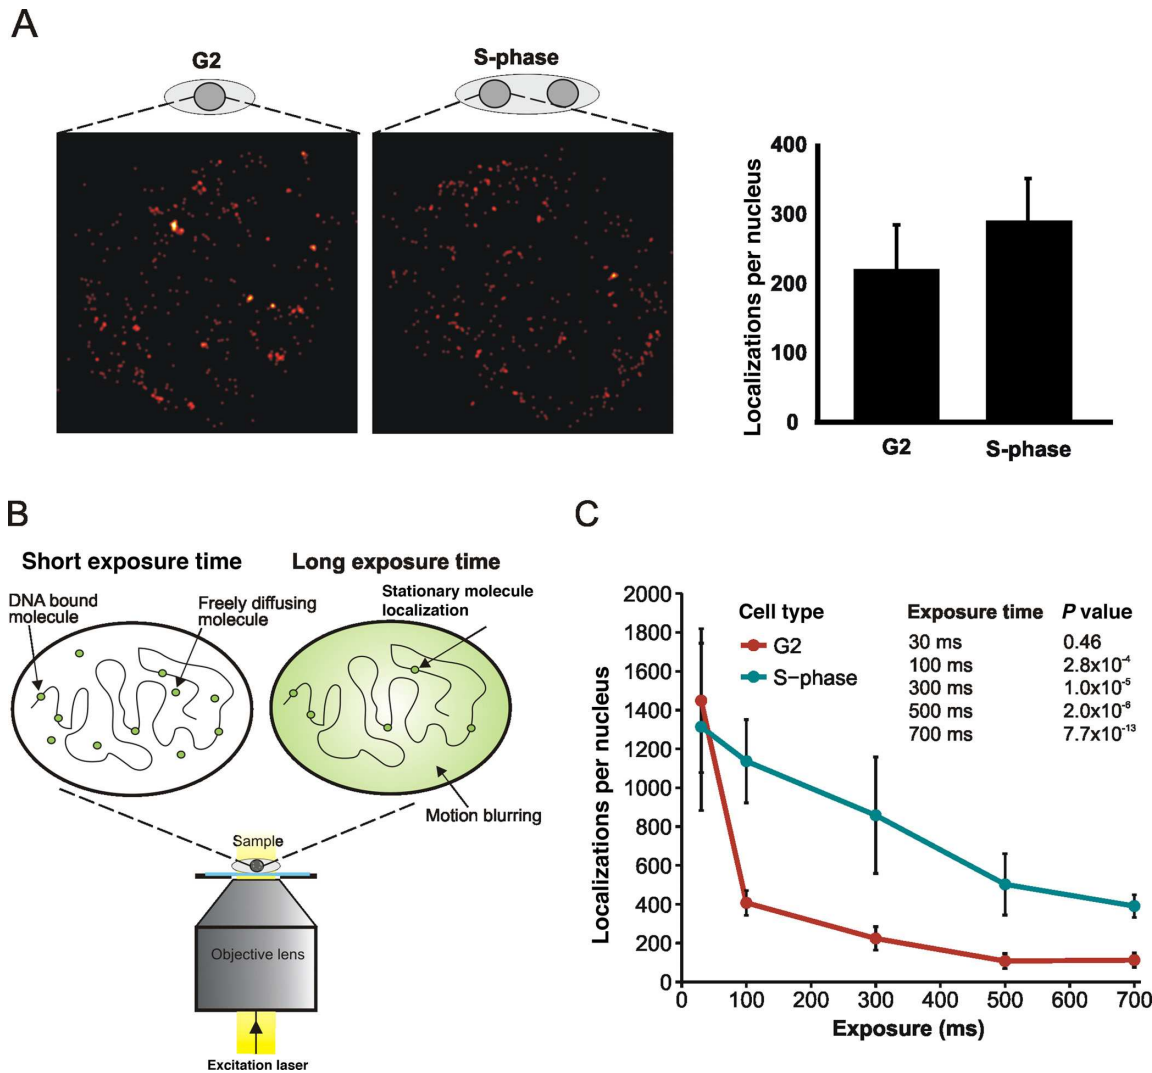 A
G2
S-phase
Localizations per nucleus
400
300
200
100
0
G2
S-phase
B
Short exposure time
Long exposure time
DNA bound
molecule
Freely diffusing
molecule
Stationary molecule
localization
Motion blurring
Sample
Objective lens
Excitation laser
C
Localizations per nucleus
2000
1800
1600
1400
1200
1000
800
600
400
200
0
Cell type
G2
S-phase
Exposure time P value
30 ms 0.46
100 ms 2.8x10⁻⁴
300 ms 1.0x10⁻⁵
500 ms 2.0x10⁻⁶
700 ms 7.7x10⁻¹³
0 100 200 300 400 500 600 700
Exposure (ms)